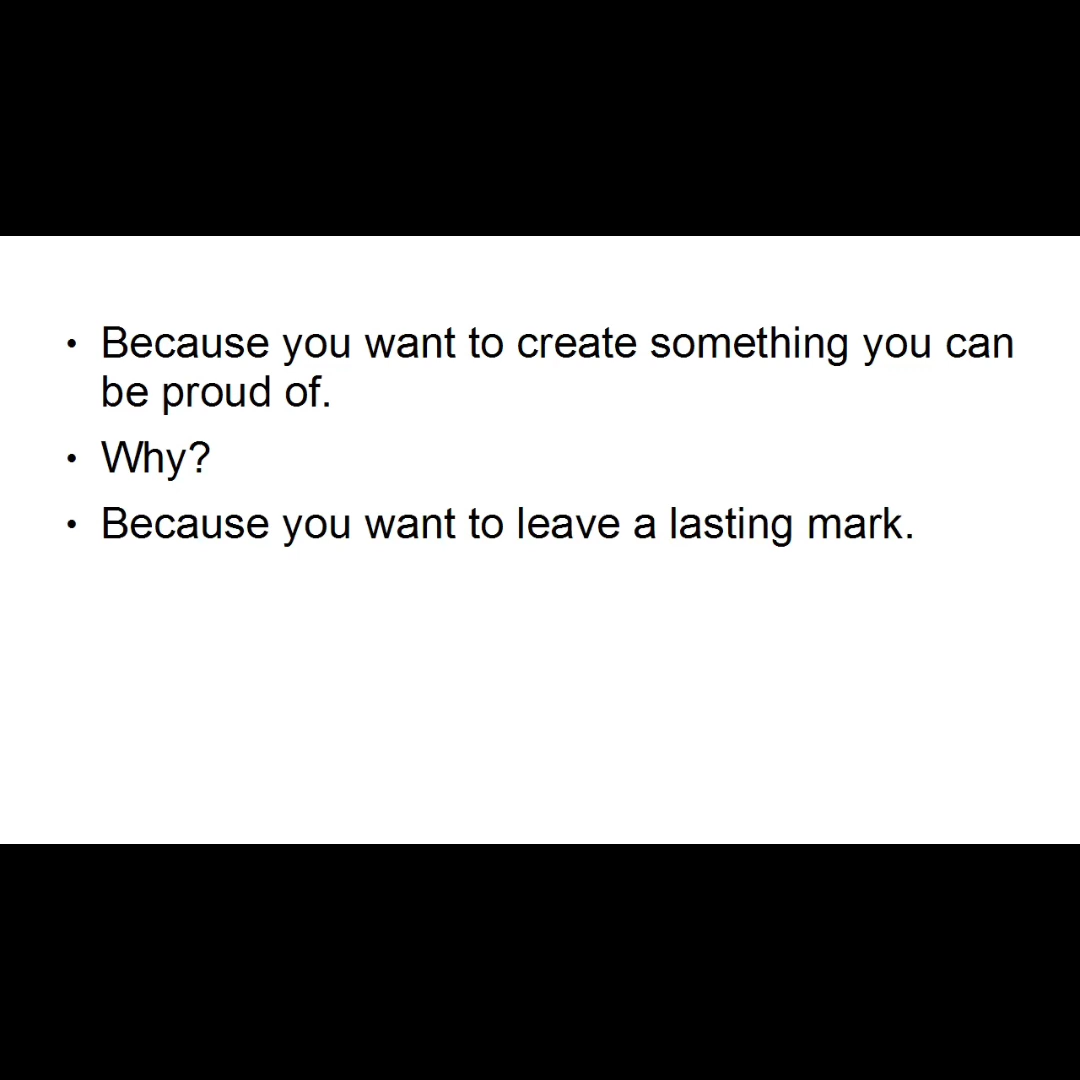 • Because you want to create something you can
be proud of.
• Why?
• Because you want to leave a lasting mark.